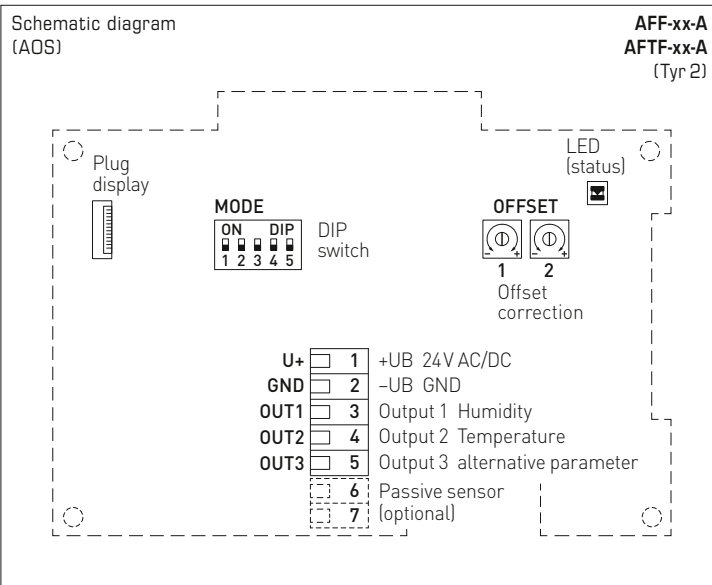 Schematic diagram
(AOS)
AFF-xx-A
AFTF-xx-A
(Tyr 2)
Plug
display
LED
(status)
MODE
ON DIP
1 2 3 4 5
DIP
switch
OFFSET
- + - +
1 2
Offset
correction
U+ 1 +UB 24V AC/DC
GND 2 –UB GND
OUT1 3 Output 1 Humidity
OUT2 4 Output 2 Temperature
OUT3 5 Output 3 alternative parameter
6 Passive sensor
7 (optional)